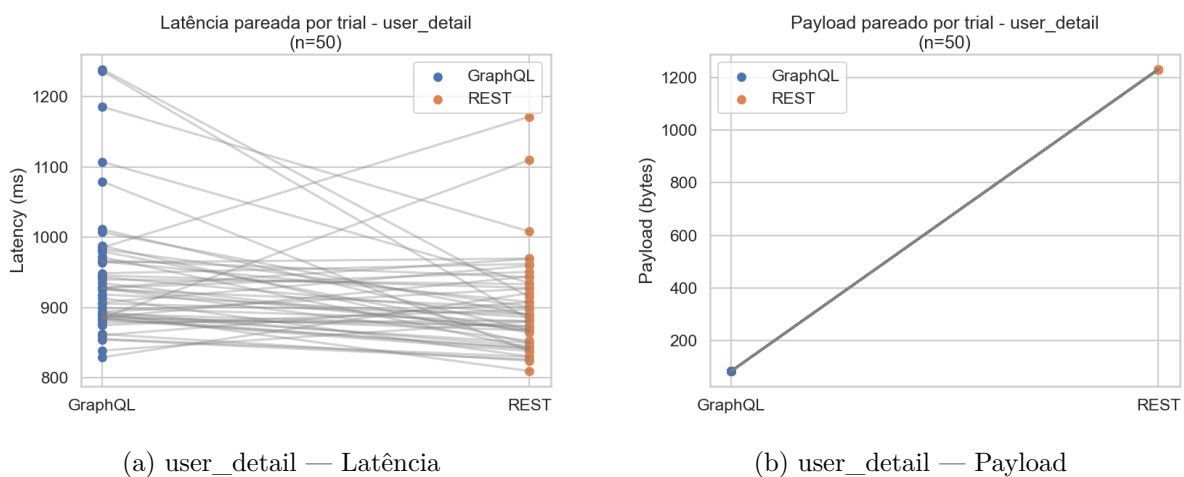 Latência pareada por trial - user_detail
(n=50)
GraphQL
REST
Latency (ms)
1200
1100
1000
900
800
GraphQL
REST
(a) user_detail — Latência
Payload pareado por trial - user_detail
(n=50)
GraphQL
REST
Payload (bytes)
1200
1000
800
600
400
200
GraphQL
REST
(b) user_detail — Payload